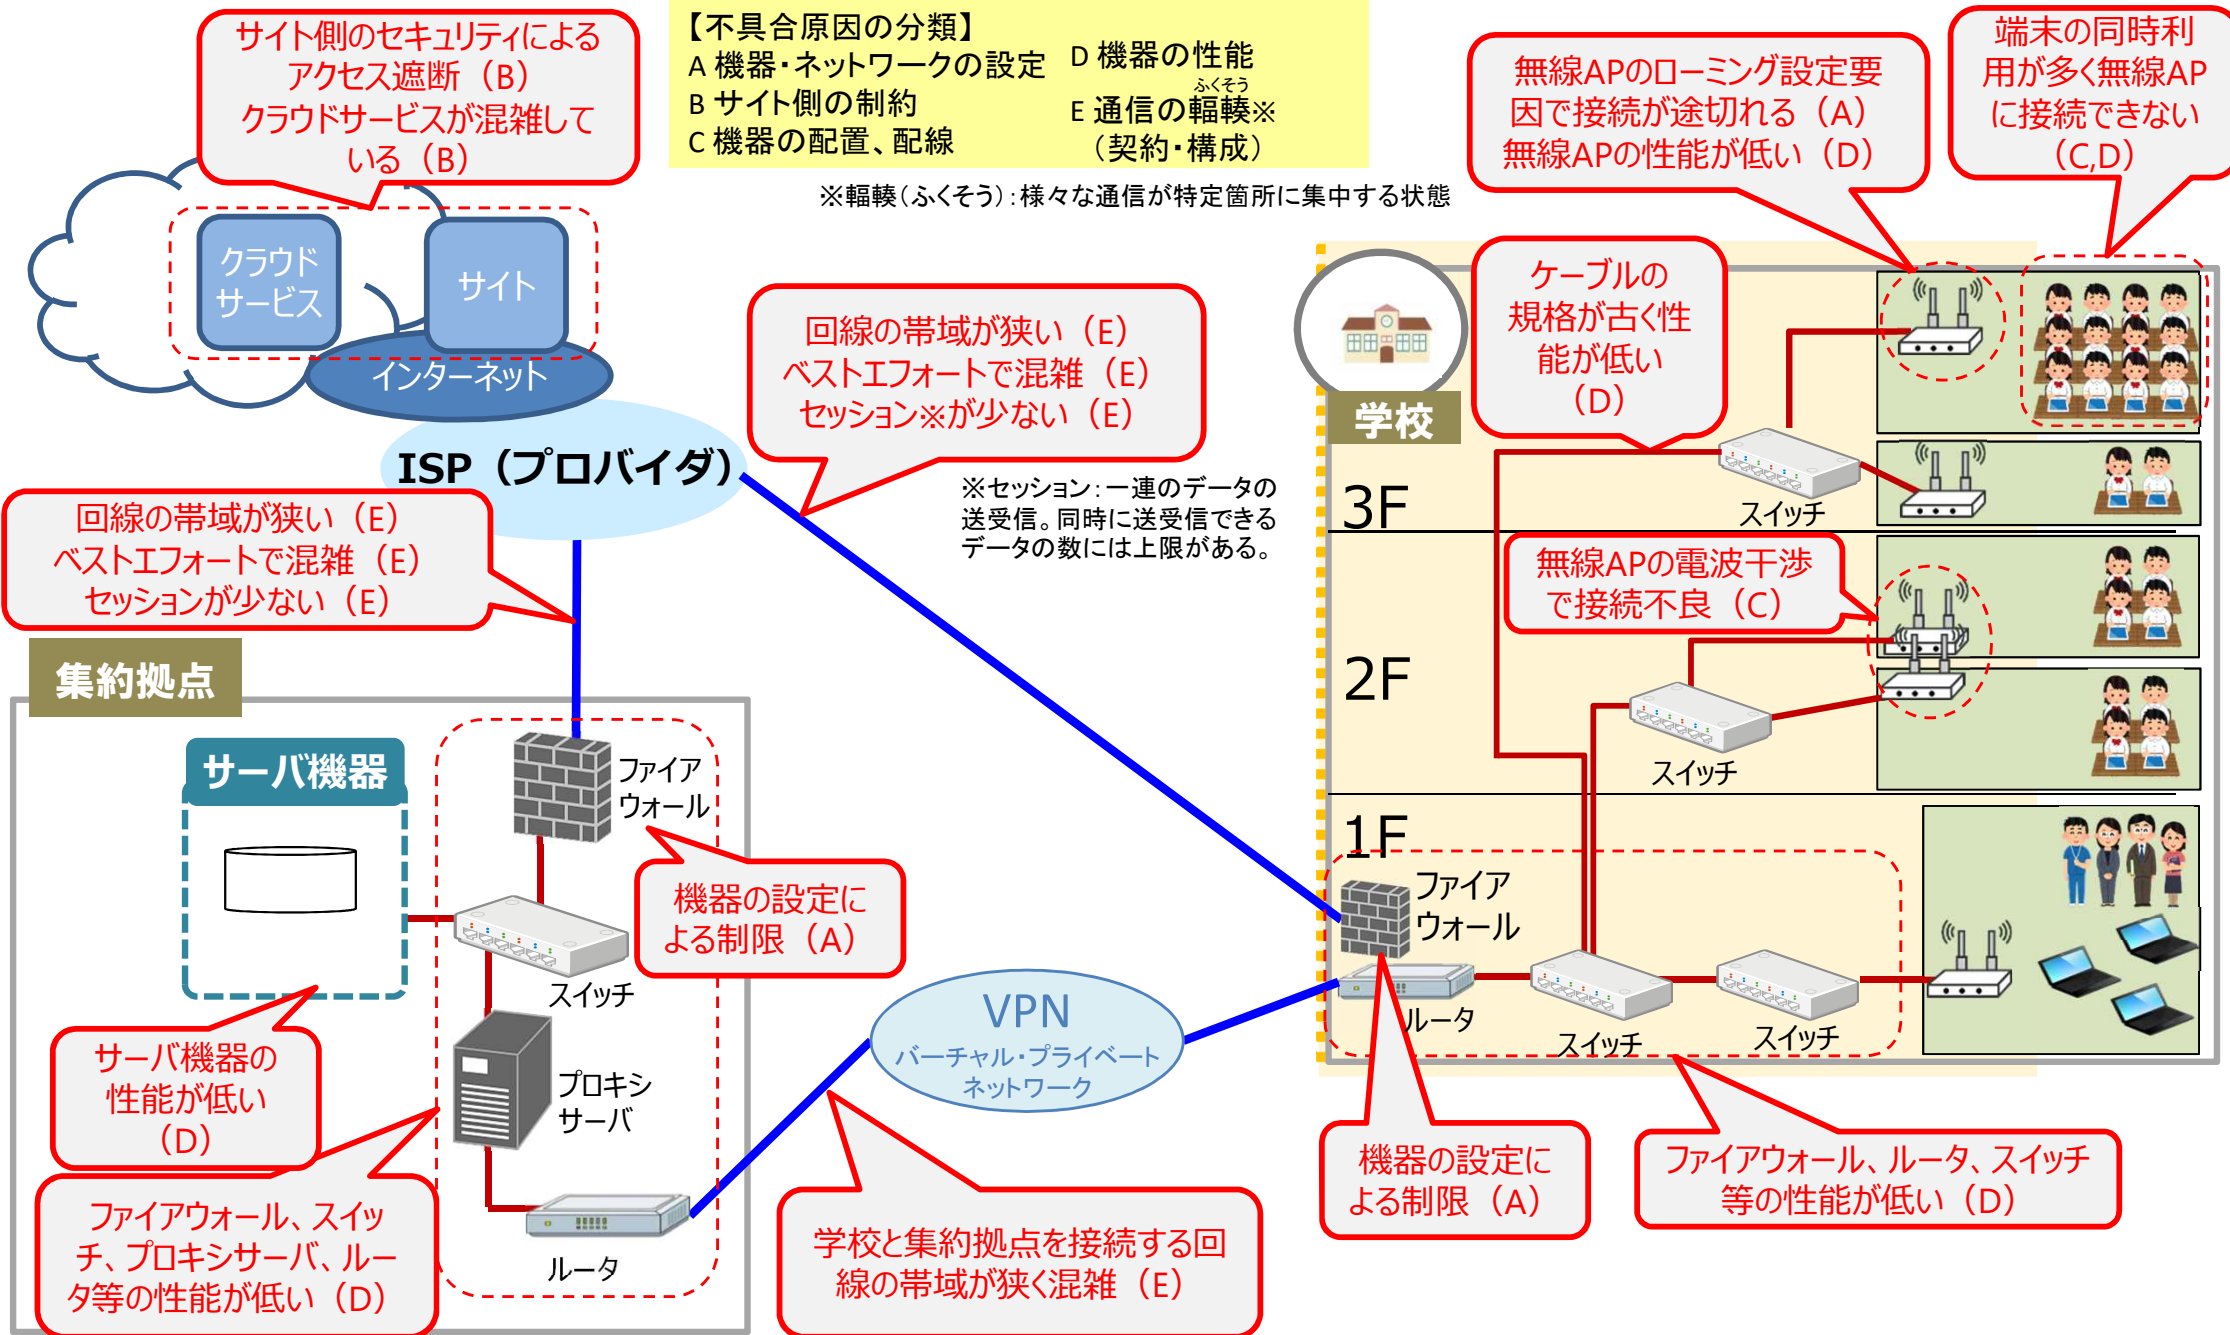 サイト側のセキュリティによる
アクセス遮断（B）
クラウドサービスが混雑して
いる（B）
【不具合原因の分類】
A 機器・ネットワークの設定
B サイト側の制約
C 機器の配置、配線
D 機器の性能
ふくそう
E 通信の輻輳※
（契約・構成）
※輻輳（ふくそう）：様々な通信が特定箇所に集中する状態
無線APのローミング設定要
因で接続が途切れる（A）
無線APの性能が低い（D）
端末の同時利
用が多く無線AP
に接続できない
（C,D）
クラウド
サービス
サイト
インターネット
ISP（プロバイダ）
回線の帯域が狭い（E）
ベストエフォートで混雑（E）
セッション※が少ない（E）
※セッション：一連のデータの
送受信。同時に送受信できる
データの数には上限がある。
ケーブルの
規格が古く性
能が低い
（D）
学校
3F
スイッチ
無線APの電波干渉
で接続不良（C）
2F
スイッチ
1F
ファイア
ウォール
ルータ
スイッチ
スイッチ
機器の設定に
よる制限（A）
ファイアウォール、ルータ、スイッチ
等の性能が低い（D）
回線の帯域が狭い（E）
ベストエフォートで混雑（E）
セッションが少ない（E）
集約拠点
サーバ機器
ファイア
ウォール
機器の設定に
よる制限（A）
スイッチ
サーバ機器の
性能が低い
（D）
プロキシ
サーバ
ファイアウォール、スイッ
チ、プロキシサーバ、ルー
タ等の性能が低い（D）
ルータ
VPN
バーチャル・プライベート
ネットワーク
学校と集約拠点を接続する回
線の帯域が狭く混雑（E）